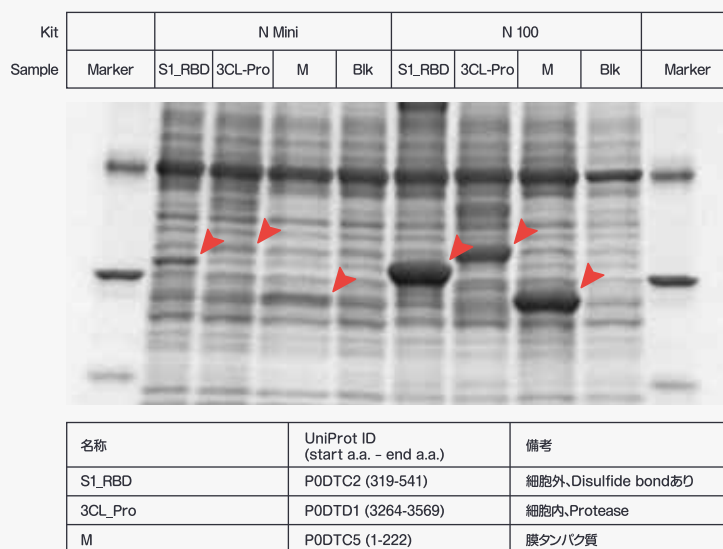 Kit N Mini N 100
Sample Marker S1_RBD 3CL-Pro M Blk S1_RBD 3CL-Pro M Blk Marker
名称 UniProt ID (start a.a. – end a.a.) 備考
S1_RBD P0DTC2 (319-541) 細胞外、Disulfide bondあり
3CL_Pro P0DTD1 (3264-3569) 細胞内、Protease
M P0DTC5 (1-222) 膜タンパク質